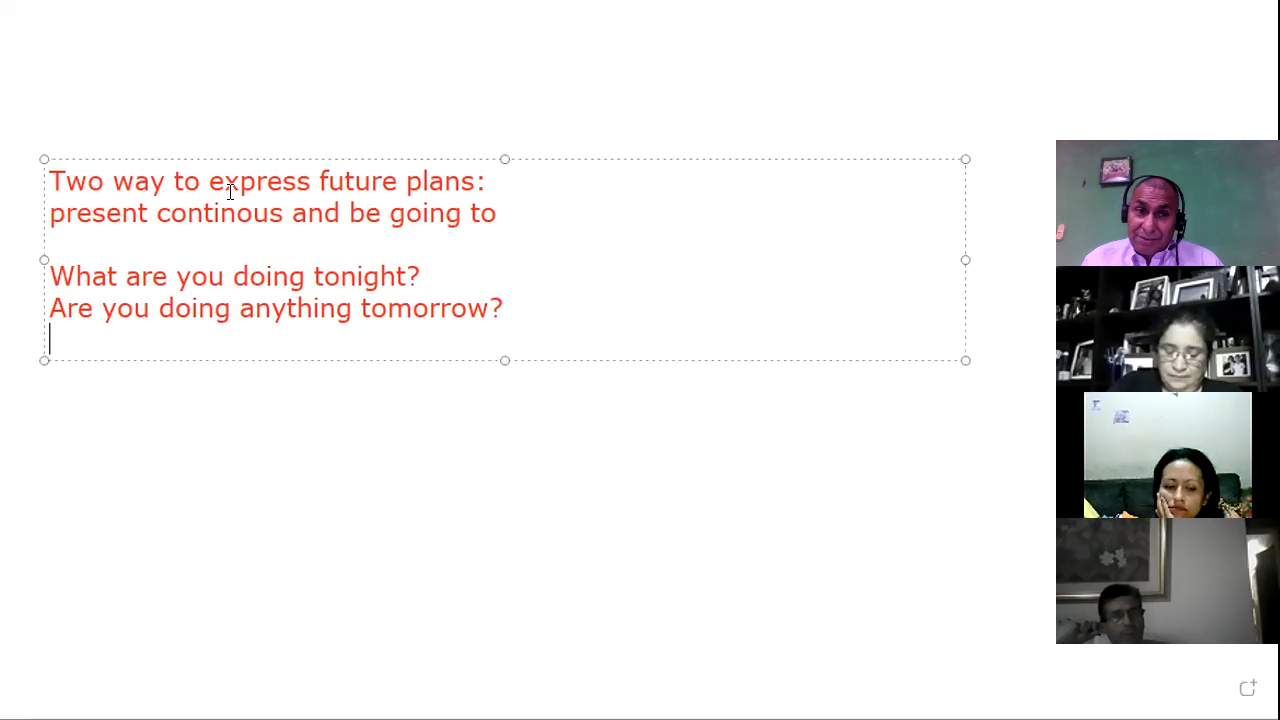 Two way to express future plans:
present continous and be going to
What are you doing tonight?
Are you doing anything tomorrow?